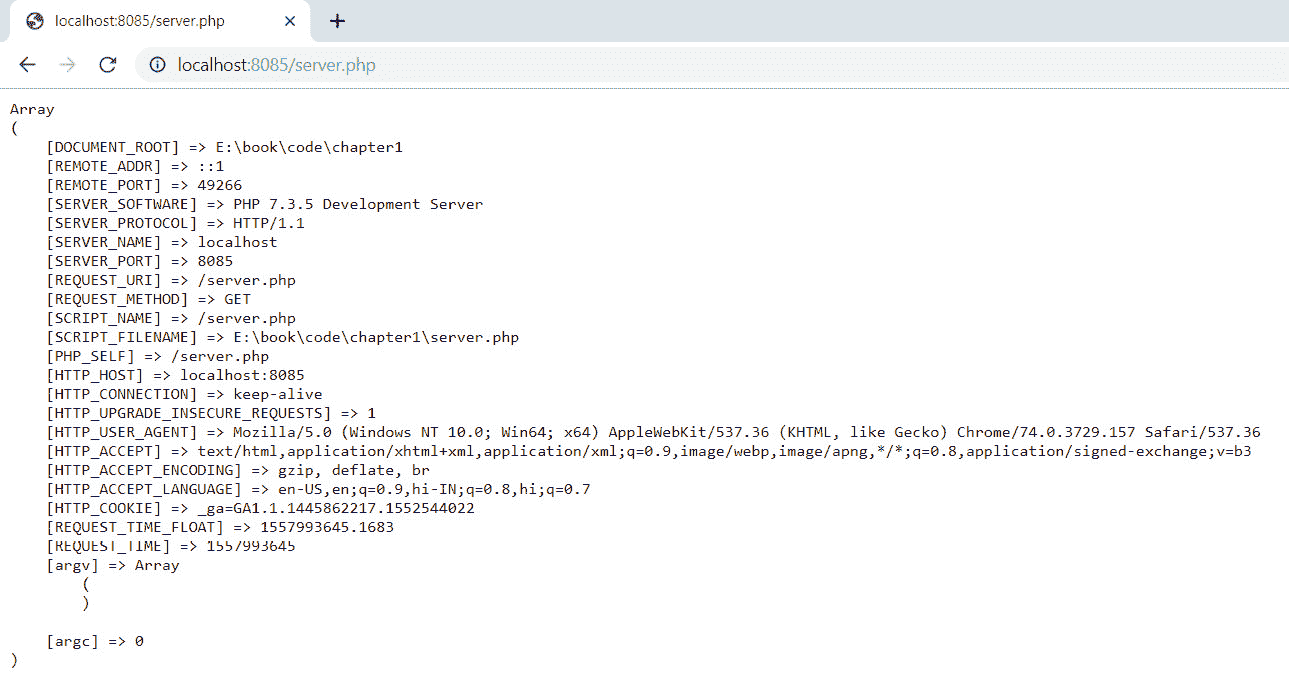 localhost:8085/server.php
localhost:8085/server.php
Array
(
    [DOCUMENT_ROOT] => E:\book\code\chapter1
    [REMOTE_ADDR] => ::1
    [REMOTE_PORT] => 49266
    [SERVER_SOFTWARE] => PHP 7.3.5 Development Server
    [SERVER_PROTOCOL] => HTTP/1.1
    [SERVER_NAME] => localhost
    [SERVER_PORT] => 8085
    [REQUEST_URI] => /server.php
    [REQUEST_METHOD] => GET
    [SCRIPT_NAME] => /server.php
    [SCRIPT_FILENAME] => E:\book\code\chapter1\server.php
    [PHP_SELF] => /server.php
    [HTTP_HOST] => localhost:8085
    [HTTP_CONNECTION] => keep-alive
    [HTTP_UPGRADE_INSECURE_REQUESTS] => 1
    [HTTP_USER_AGENT] => Mozilla/5.0 (Windows NT 10.0; Win64; x64) AppleWebKit/537.36 (KHTML, like Gecko) Chrome/74.0.3729.157 Safari/537.36
    [HTTP_ACCEPT] => text/html,application/xhtml+xml,application/xml;q=0.9,image/webp,image/apng,*/*;q=0.8,application/signed-exchange;v=b3
    [HTTP_ACCEPT_ENCODING] => gzip, deflate, br
    [HTTP_ACCEPT_LANGUAGE] => en-US,en;q=0.9,hi-IN;q=0.8,hi;q=0.7
    [HTTP_COOKIE] => _ga=GA1.1.1445862217.1552544022
    [REQUEST_TIME_FLOAT] => 1557993645.1683
    [REQUEST_TIME] => 1557993645
    [argv] => Array
        (
        )
    [argc] => 0
)